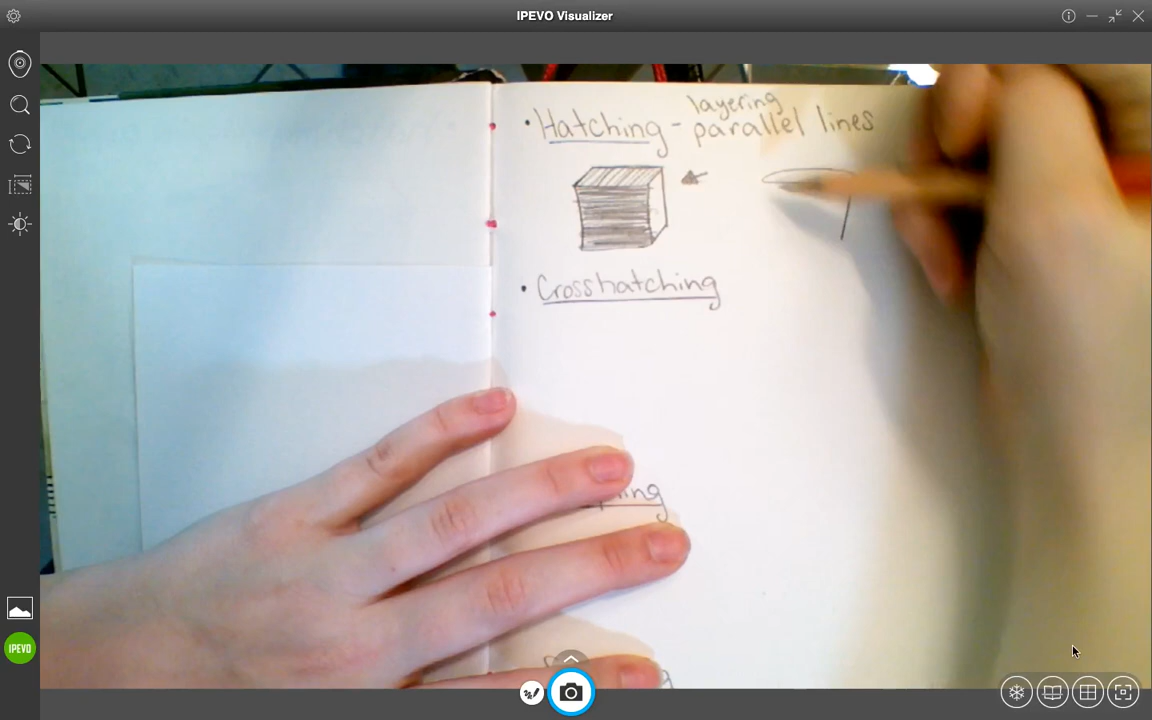 IPEVO Visualizer
layering
• Hatching - parallel lines
• Crosshatching
IPEVO